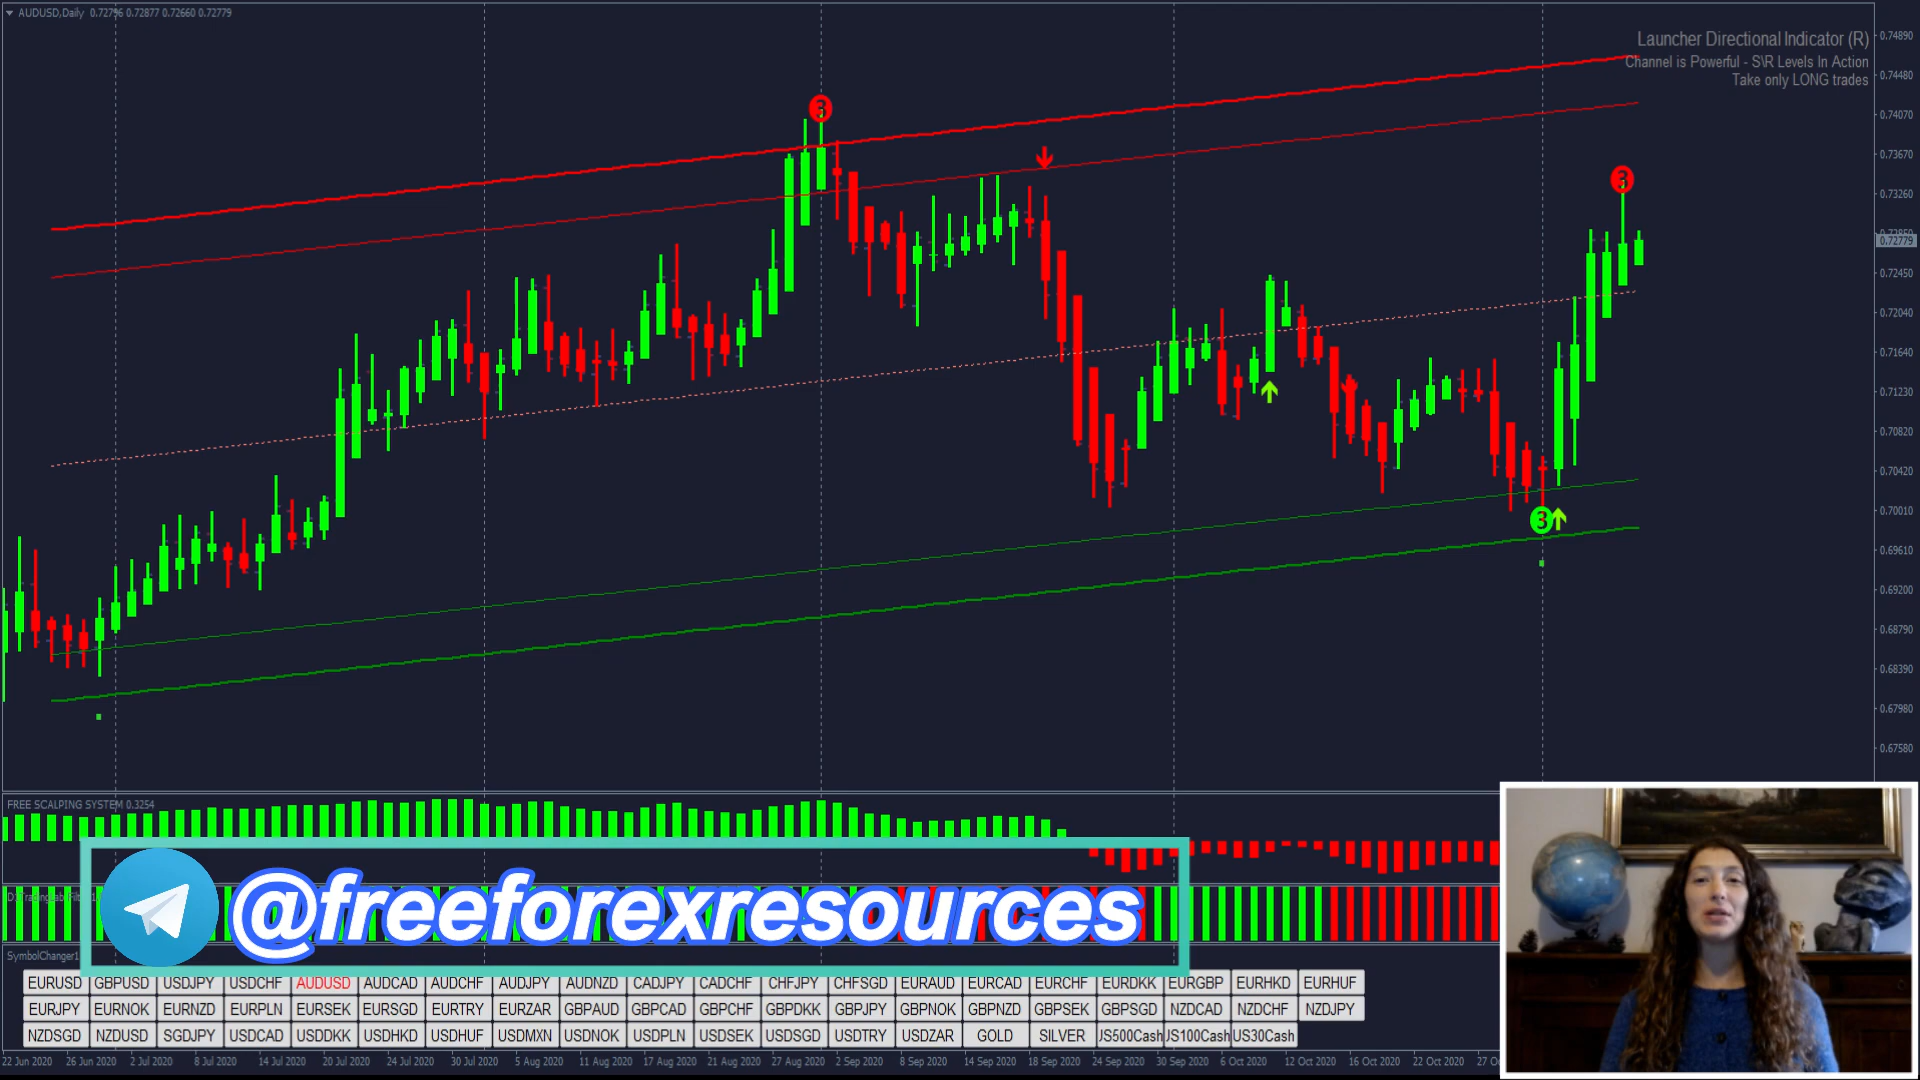 AUDUSD,Daily 0.72796 0.72877 0.72660 0.72779
Launcher Directional Indicator (R)
Channel is Powerful - S\R Levels In Action
Take only LONG trades
0.74890
0.74480
0.74070
0.73670
0.73260
0.72779
0.72450
0.72040
0.71640
0.71230
0.70820
0.70420
0.70010
0.69610
0.69200
0.68790
0.68390
0.67980
0.67580
3
3
3
FREE SCALPING SYSTEM 0.3254
@freeforexresources
SymbolChanger1
EURUSD GBPUSD USDJPY USDCHF AUDUSD AUDCAD AUDCHF AUDJPY AUDNZD CADJPY CADCHF CHFJPY CHFSGD EURAUD EURCAD EURCHF EURDKK EURGBP EURHKD EURHUF
EURJPY EURNOK EURNZD EURPLN EURSEK EURSGD EURTRY EURZAR GBPAUD GBPCAD GBPCHF GBPDKK GBPJPY GBPNOK GBPNZD GBPSEK GBPSGD NZDCAD NZDCHF NZDJPY
NZDSGD NZDUSD SGDJPY USDCAD USDDKK USDHKD USDHUF USDMXN USDNOK USDPLN USDSEK USDSGD USDTRY USDZAR GOLD SILVER JS500Cash JS100Cash US30Cash
22 Jun 2020 26 Jun 2020 2 Jul 2020 8 Jul 2020 14 Jul 2020 20 Jul 2020 24 Jul 2020 30 Jul 2020 5 Aug 2020 11 Aug 2020 17 Aug 2020 21 Aug 2020 27 Aug 2020 2 Sep 2020 8 Sep 2020 14 Sep 2020 18 Sep 2020 24 Sep 2020 30 Sep 2020 6 Oct 2020 12 Oct 2020 16 Oct 2020 22 Oct 2020 27 O